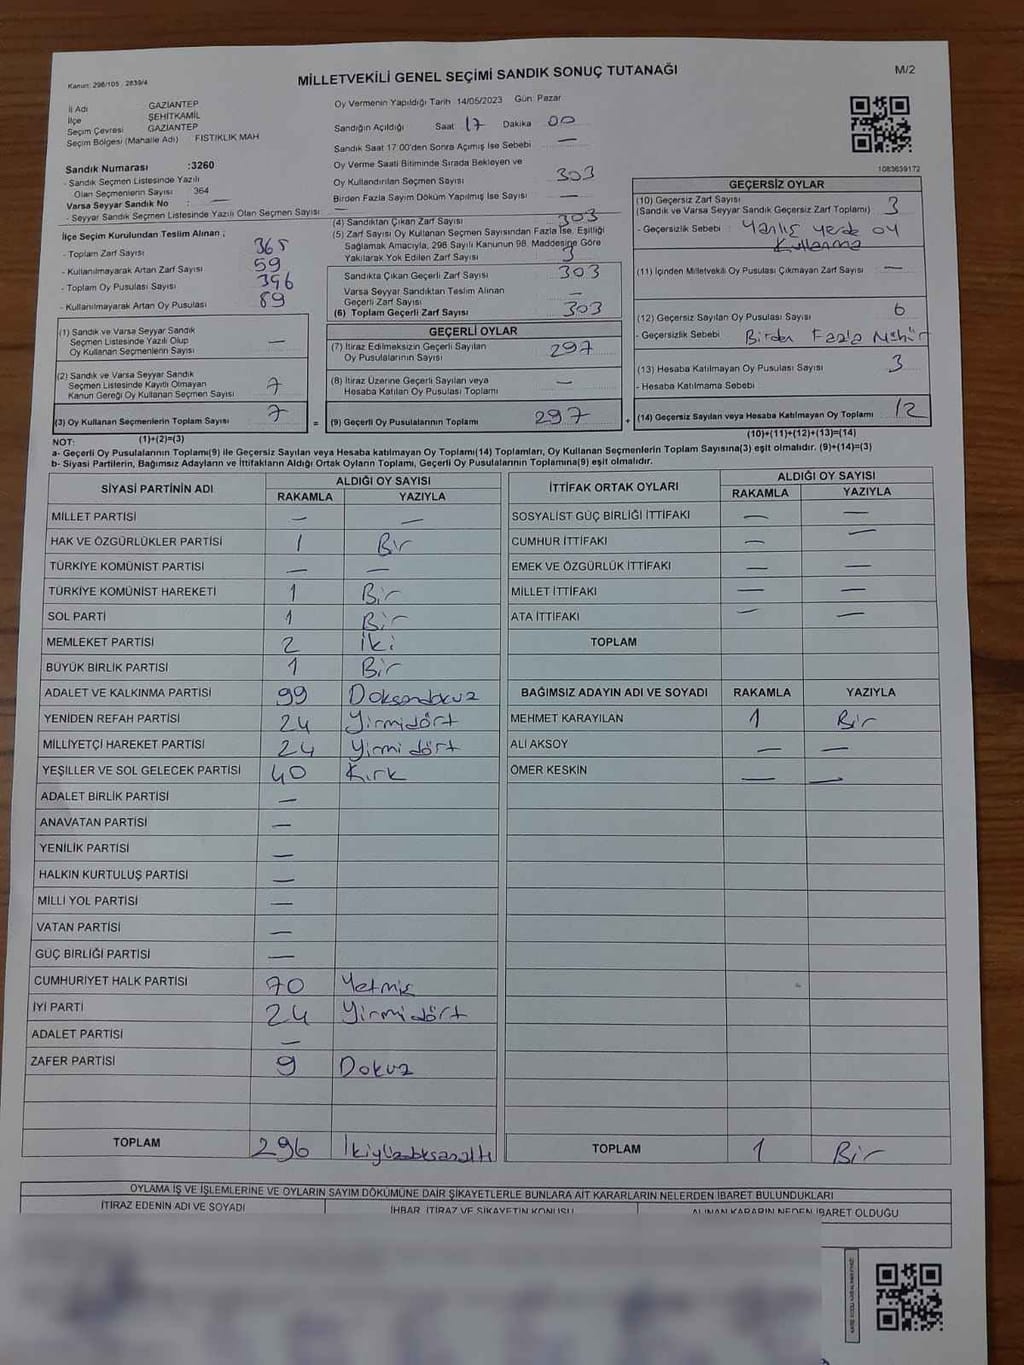 Kanun: 298/105 , 2839/4
MİLLETVEKİLİ GENEL SEÇİMİ SANDIK SONUÇ TUTANAĞI
M/2
İl Adı GAZİANTEP
İlçe ŞEHİTKAMİL
Seçim Çevresi GAZİANTEP
Seçim Bölgesi (Mahalle Adı) FISTIKLIK MAH
Sandık Numarası :3260
- Sandık Seçmen Listesinde Yazılı
Olan Seçmenlerin Sayısı 364
Varsa Seyyar Sandık No : —
- Seyyar Sandık Seçmen Listesinde Yazılı Olan Seçmen Sayısı : —
İlçe Seçim Kurulundan Teslim Alınan ;
- Toplam Zarf Sayısı 365
- Kullanılmayarak Artan Zarf Sayısı 59
- Toplam Oy Pusulası Sayısı 396
- Kullanılmayarak Artan Oy Pusulası 89
(1) Sandık ve Varsa Seyyar Sandık
Seçmen Listesinde Yazılı Olup
Oy Kullanan Seçmenlerin Sayısı —
(2) Sandık ve Varsa Seyyar Sandık
Seçmen Listesinde Kayıtlı Olmayan
Kanun Gereği Oy Kullanan Seçmen Sayısı 7
(3) Oy Kullanan Seçmenlerin Toplam Sayısı 7
Oy Vermenin Yapıldığı Tarih 14/05/2023 Gün Pazar
Sandığın Açıldığı Saat 17 Dakika 00
Sandık Saat 17:00'den Sonra Açımış İse Sebebi —
Oy Verme Saati Bitiminde Sırada Bekleyen ve
Oy Kullandırılan Seçmen Sayısı 303
Birden Fazla Sayım Döküm Yapılmış İse Sayısı —
(4) Sandıktan Çıkan Zarf Sayısı 303
(5) Zarf Sayısı Oy Kullanan Seçmen Sayısından Fazla İse, Eşitliği
Sağlamak Amacıyla, 298 Sayılı Kanunun 98. Maddesine Göre
Yakılarak Yok Edilen Zarf Sayısı 3
Sandıkta Çıkan Geçerli Zarf Sayısı 303
Varsa Seyyar Sandıktan Teslim Alınan
Geçerli Zarf Sayısı —
(6) Toplam Geçerli Zarf Sayısı 303
GEÇERLİ OYLAR
(7) İtiraz Edilmeksizin Geçerli Sayılan
Oy Pusulalarının Sayısı 297
(8) İtiraz Üzerine Geçerli Sayılan veya
Hesaba Katılan Oy Pusulası Toplamı —
= (9) Geçerli Oy Pusulalarının Toplamı 297
1083659172
GEÇERSİZ OYLAR
(10) Geçersiz Zarf Sayısı
(Sandık ve Varsa Seyyar Sandık Geçersiz Zarf Toplamı) 3
- Geçersizlik Sebebi : Yanlış yerde oy
Kullanma
(11) İçinden Milletvekili Oy Pusulası Çıkmayan Zarf Sayısı —
(12) Geçersiz Sayılan Oy Pusulası Sayısı 6
- Geçersizlik Sebebi Birden Fazla Mühür
(13) Hesaba Katılmayan Oy Pusulası Sayısı 3
- Hesaba Katılmama Sebebi
+ (14) Geçersiz Sayılan veya Hesaba Katılmayan Oy Toplamı 12
NOT: (1)+(2)=(3)
(10)+(11)+(12)+(13)=(14)
a- Geçerli Oy Pusulalarının Toplamı(9) ile Geçersiz Sayılan veya Hesaba katılmayan Oy Toplamı(14) Toplamları, Oy Kullanan Seçmenlerin Toplam Sayısına(3) eşit olmalıdır. (9)+(14)=(3)
b- Siyasi Partilerin, Bağımsız Adayların ve İttifakların Aldığı Ortak Oyların Toplamı, Geçerli Oy Pusulalarının Toplamına(9) eşit olmalıdır.
SİYASİ PARTİNİN ADI ALDIĞI OY SAYISI
RAKAMLA YAZIYLA
MİLLET PARTİSİ — —
HAK VE ÖZGÜRLÜKLER PARTİSİ 1 Bir
TÜRKİYE KOMÜNİST PARTİSİ — —
TÜRKİYE KOMÜNİST HAREKETİ 1 Bir
SOL PARTİ 1 Bir
MEMLEKET PARTİSİ 2 İki
BÜYÜK BİRLİK PARTİSİ 1 Bir
ADALET VE KALKINMA PARTİSİ 99 Doksandokuz
YENİDEN REFAH PARTİSİ 24 Yirmidört
MİLLİYETÇİ HAREKET PARTİSİ 24 Yirmi dört
YEŞİLLER VE SOL GELECEK PARTİSİ 40 Kırk
ADALET BİRLİK PARTİSİ —
ANAVATAN PARTİSİ —
YENİLİK PARTİSİ —
HALKIN KURTULUŞ PARTİSİ —
MİLLİ YOL PARTİSİ —
VATAN PARTİSİ —
GÜÇ BİRLİĞİ PARTİSİ —
CUMHURİYET HALK PARTİSİ 70 Yetmiş
İYİ PARTİ 24 Yirmi dört
ADALET PARTİSİ —
ZAFER PARTİSİ 9 Dokuz
TOPLAM 296 İkiyüzdoksanaltı
İTTİFAK ORTAK OYLARI ALDIĞI OY SAYISI
RAKAMLA YAZIYLA
SOSYALİST GÜÇ BİRLİĞİ İTTİFAKI — —
CUMHUR İTTİFAKI — —
EMEK VE ÖZGÜRLÜK İTTİFAKI — —
MİLLET İTTİFAKI — —
ATA İTTİFAKI — —
TOPLAM
BAĞIMSIZ ADAYIN ADI VE SOYADI RAKAMLA YAZIYLA
MEHMET KARAYILAN 1 Bir
ALİ AKSOY — —
ÖMER KESKİN — —
TOPLAM 1 Bir
OYLAMA İŞ VE İŞLEMLERİNE VE OYLARIN SAYIM DÖKÜMÜNE DAİR ŞİKAYETLERLE BUNLARA AİT KARARLARIN NELERDEN İBARET BULUNDUKLARI
İTİRAZ EDENİN ADI VE SOYADI İHBAR, İTİRAZ VE ŞİKAYETİN KONUSU ALINAN KARARIN NEDEN İBARET OLDUĞU